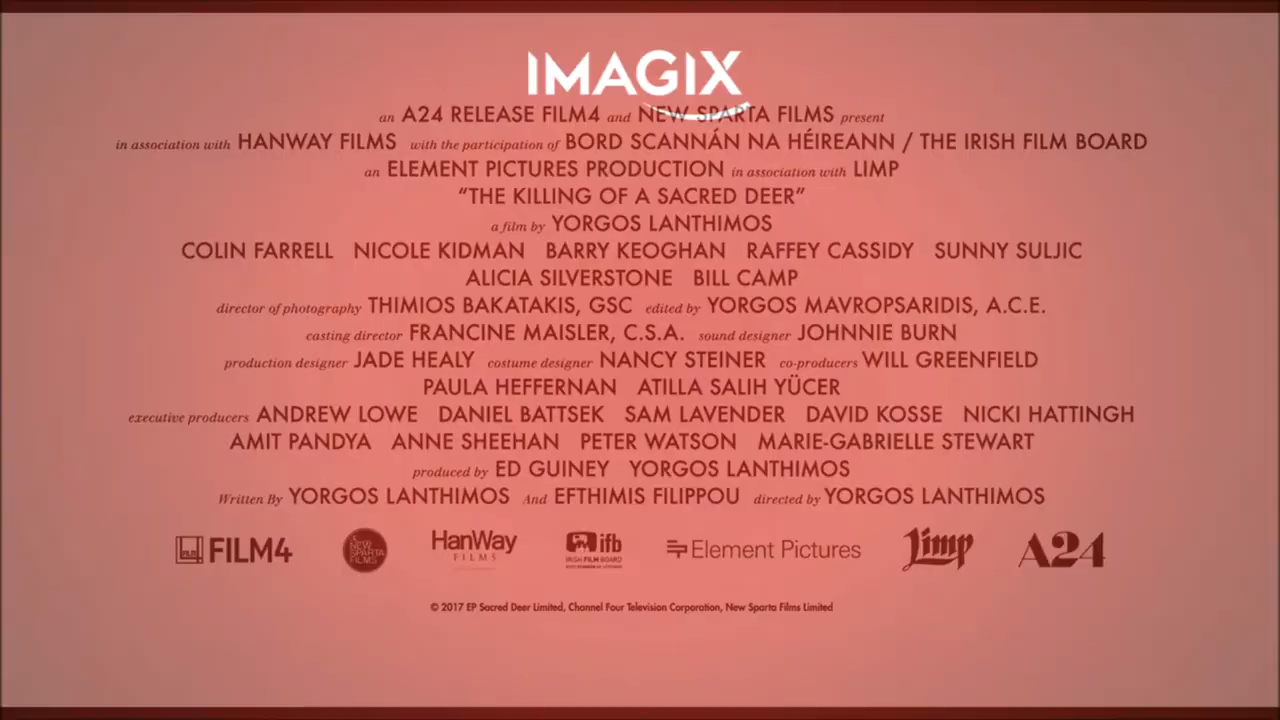 IMAGIX
an A24 RELEASE FILM4 and NEW SPARTA FILMS present
in association with HANWAY FILMS with the participation of BORD SCANNÁN NA HÉIREANN / THE IRISH FILM BOARD
an ELEMENT PICTURES PRODUCTION in association with LIMP
"THE KILLING OF A SACRED DEER"
a film by YORGOS LANTHIMOS
COLIN FARRELL NICOLE KIDMAN BARRY KEOGHAN RAFFEY CASSIDY SUNNY SULJIC
ALICIA SILVERSTONE BILL CAMP
director of photography THIMIOS BAKATAKIS, GSC edited by YORGOS MAVROPSARIDIS, A.C.E.
casting director FRANCINE MAISLER, C.S.A. sound designer JOHNNIE BURN
production designer JADE HEALY costume designer NANCY STEINER co-producers WILL GREENFIELD
PAULA HEFFERNAN ATILLA SALIH YÜCER
executive producers ANDREW LOWE DANIEL BATTSEK SAM LAVENDER DAVID KOSSE NICKI HATTINGH
AMIT PANDYA ANNE SHEEHAN PETER WATSON MARIE-GABRIELLE STEWART
produced by ED GUINEY YORGOS LANTHIMOS
Written By YORGOS LANTHIMOS And EFTHIMIS FILIPPOU directed by YORGOS LANTHIMOS
FILM4 NEW SPARTA FILMS HanWay FILMS ifb IRISH FILM BOARD Element Pictures Limp A24
© 2017 EP Sacred Deer Limited, Channel Four Television Corporation, New Sparta Films Limited